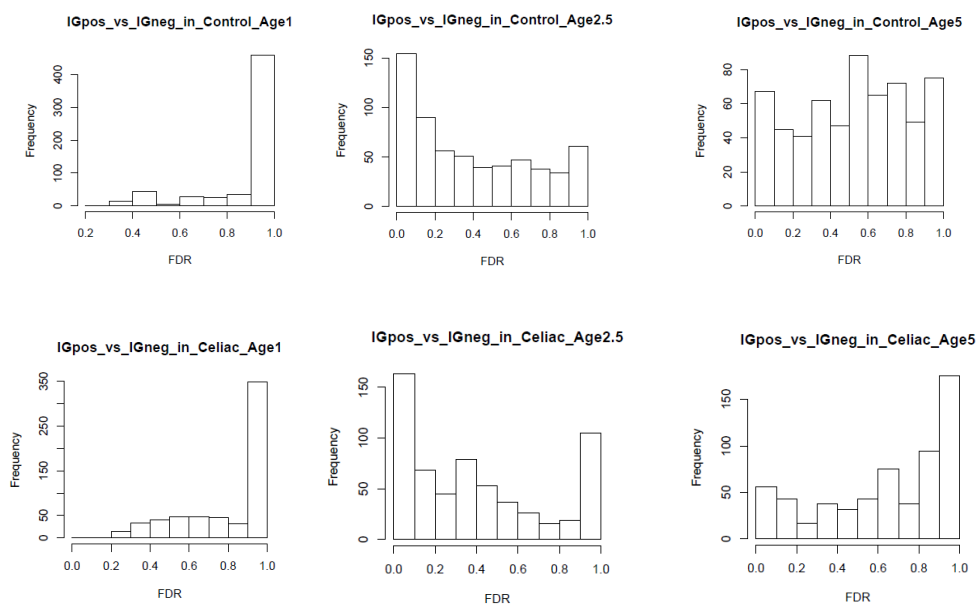 IGpos_vs_IGneg_in_Control_Age1
Frequency
0 100 200 300 400
0.2 0.4 0.6 0.8 1.0
FDR
IGpos_vs_IGneg_in_Control_Age2.5
Frequency
0 50 100 150
0.0 0.2 0.4 0.6 0.8 1.0
FDR
IGpos_vs_IGneg_in_Control_Age5
Frequency
0 20 40 60 80
0.0 0.2 0.4 0.6 0.8 1.0
FDR
IGpos_vs_IGneg_in_Celiac_Age1
Frequency
0 50 150 250 350
0.0 0.2 0.4 0.6 0.8 1.0
FDR
IGpos_vs_IGneg_in_Celiac_Age2.5
Frequency
0 50 100 150
0.0 0.2 0.4 0.6 0.8 1.0
FDR
IGpos_vs_IGneg_in_Celiac_Age5
Frequency
0 50 100 150
0.0 0.2 0.4 0.6 0.8 1.0
FDR